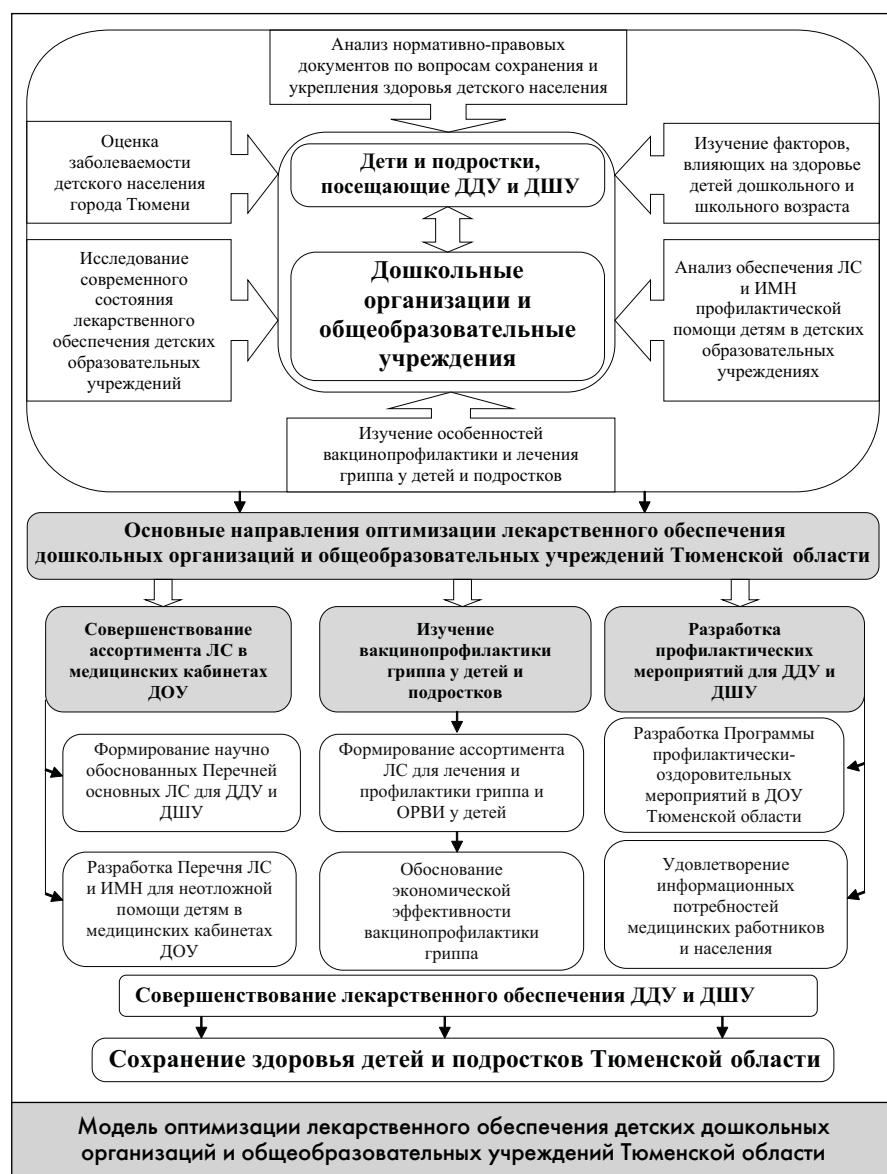 Анализ нормативно-правовых
документов по вопросам сохранения и
укрепления здоровья детского населения
Оценка
заболеваемости
детского населения
города Тюмени
Дети и подростки,
посещающие ДДУ и ДШУ
Изучение факторов,
влияющих на здоровье
детей дошкольного и
школьного возраста
Исследование
современного
состояния
лекарственного
обеспечения детских
образовательных
учреждений
Дошкольные
организации и
общеобразовательные
учреждения
Анализ обеспечения ЛС
и ИМН
профилактической
помощи детям в детских
образовательных
учреждениях
Изучение особенностей
вакцинопрофилактики и лечения
гриппа у детей и подростков
Основные направления оптимизации лекарственного обеспечения
дошкольных организаций и общеобразовательных учреждений Тюменской области
Совершенствование
ассортимента ЛС в
медицинских кабинетах
ДОУ
Изучение
вакцинопрофилактики
гриппа у детей и
подростков
Разработка
профилактических
мероприятий для ДДУ и
ДШУ
Формирование научно
обоснованных Перечней
основных ЛС для ДДУ и
ДШУ
Формирование ассортимента
ЛС для лечения и
профилактики гриппа и
ОРВИ у детей
Разработка Программы
профилактически-
оздоровительных
мероприятий в ДОУ
Тюменской области
Разработка Перечня ЛС
и ИМН для неотложной
помощи детям в
медицинских кабинетах
ДОУ
Обоснование
экономической
эффективности
вакцинопрофилактики
гриппа
Удовлетворение
информационных
потребностей
медицинских работников
и населения
Совершенствование лекарственного обеспечения ДДУ и ДШУ
Сохранение здоровья детей и подростков Тюменской области
Модель оптимизации лекарственного обеспечения детских дошкольных
организаций и общеобразовательных учреждений Тюменской области